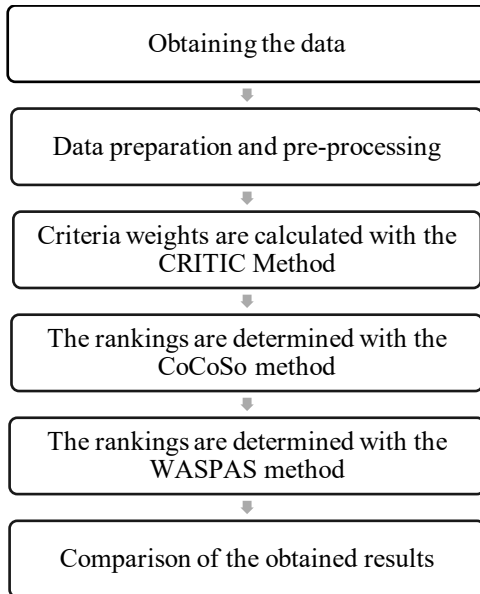 Obtaining the data
Data preparation and pre-processing
Criteria weights are calculated with the
CRITIC Method
The rankings are determined with the
CoCoSo method
The rankings are determined with the
WASPAS method
Comparison of the obtained results